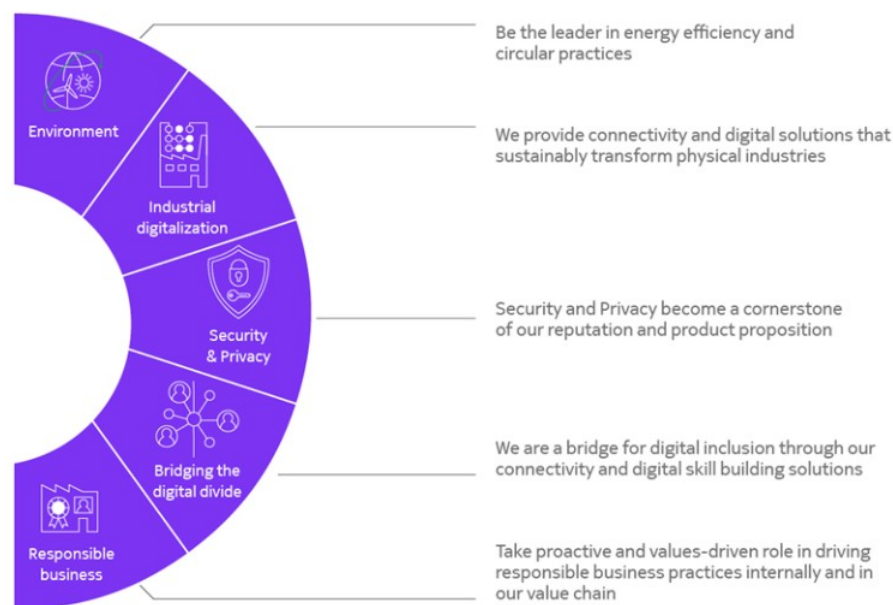 Environment
Be the leader in energy efficiency and
circular practices
Industrial
digitalization
We provide connectivity and digital solutions that
sustainably transform physical industries
Security
& Privacy
Security and Privacy become a cornerstone
of our reputation and product proposition
Bridging the
digital divide
We are a bridge for digital inclusion through our
connectivity and digital skill building solutions
Responsible
business
Take proactive and values-driven role in driving
responsible business practices internally and in
our value chain